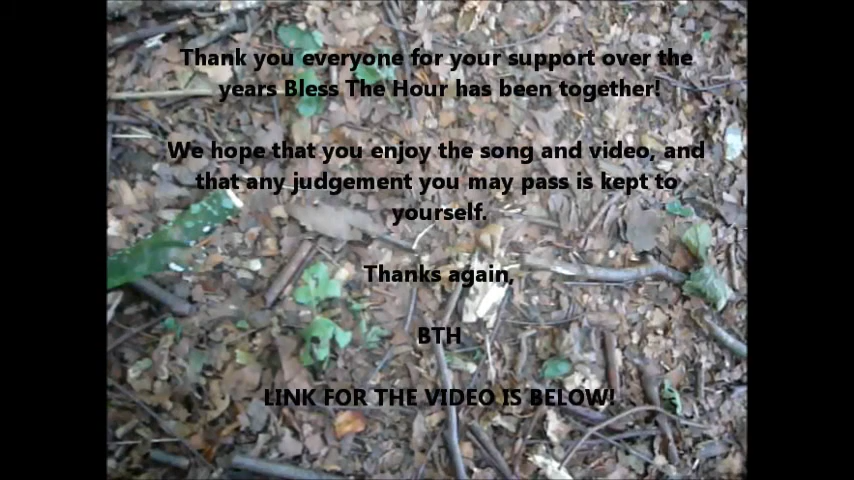 Thank you everyone for your support over the
years Bless The Hour has been together!
We hope that you enjoy the song and video, and
that any judgement you may pass is kept to
yourself.
Thanks again,
BTH
LINK FOR THE VIDEO IS BELOW!